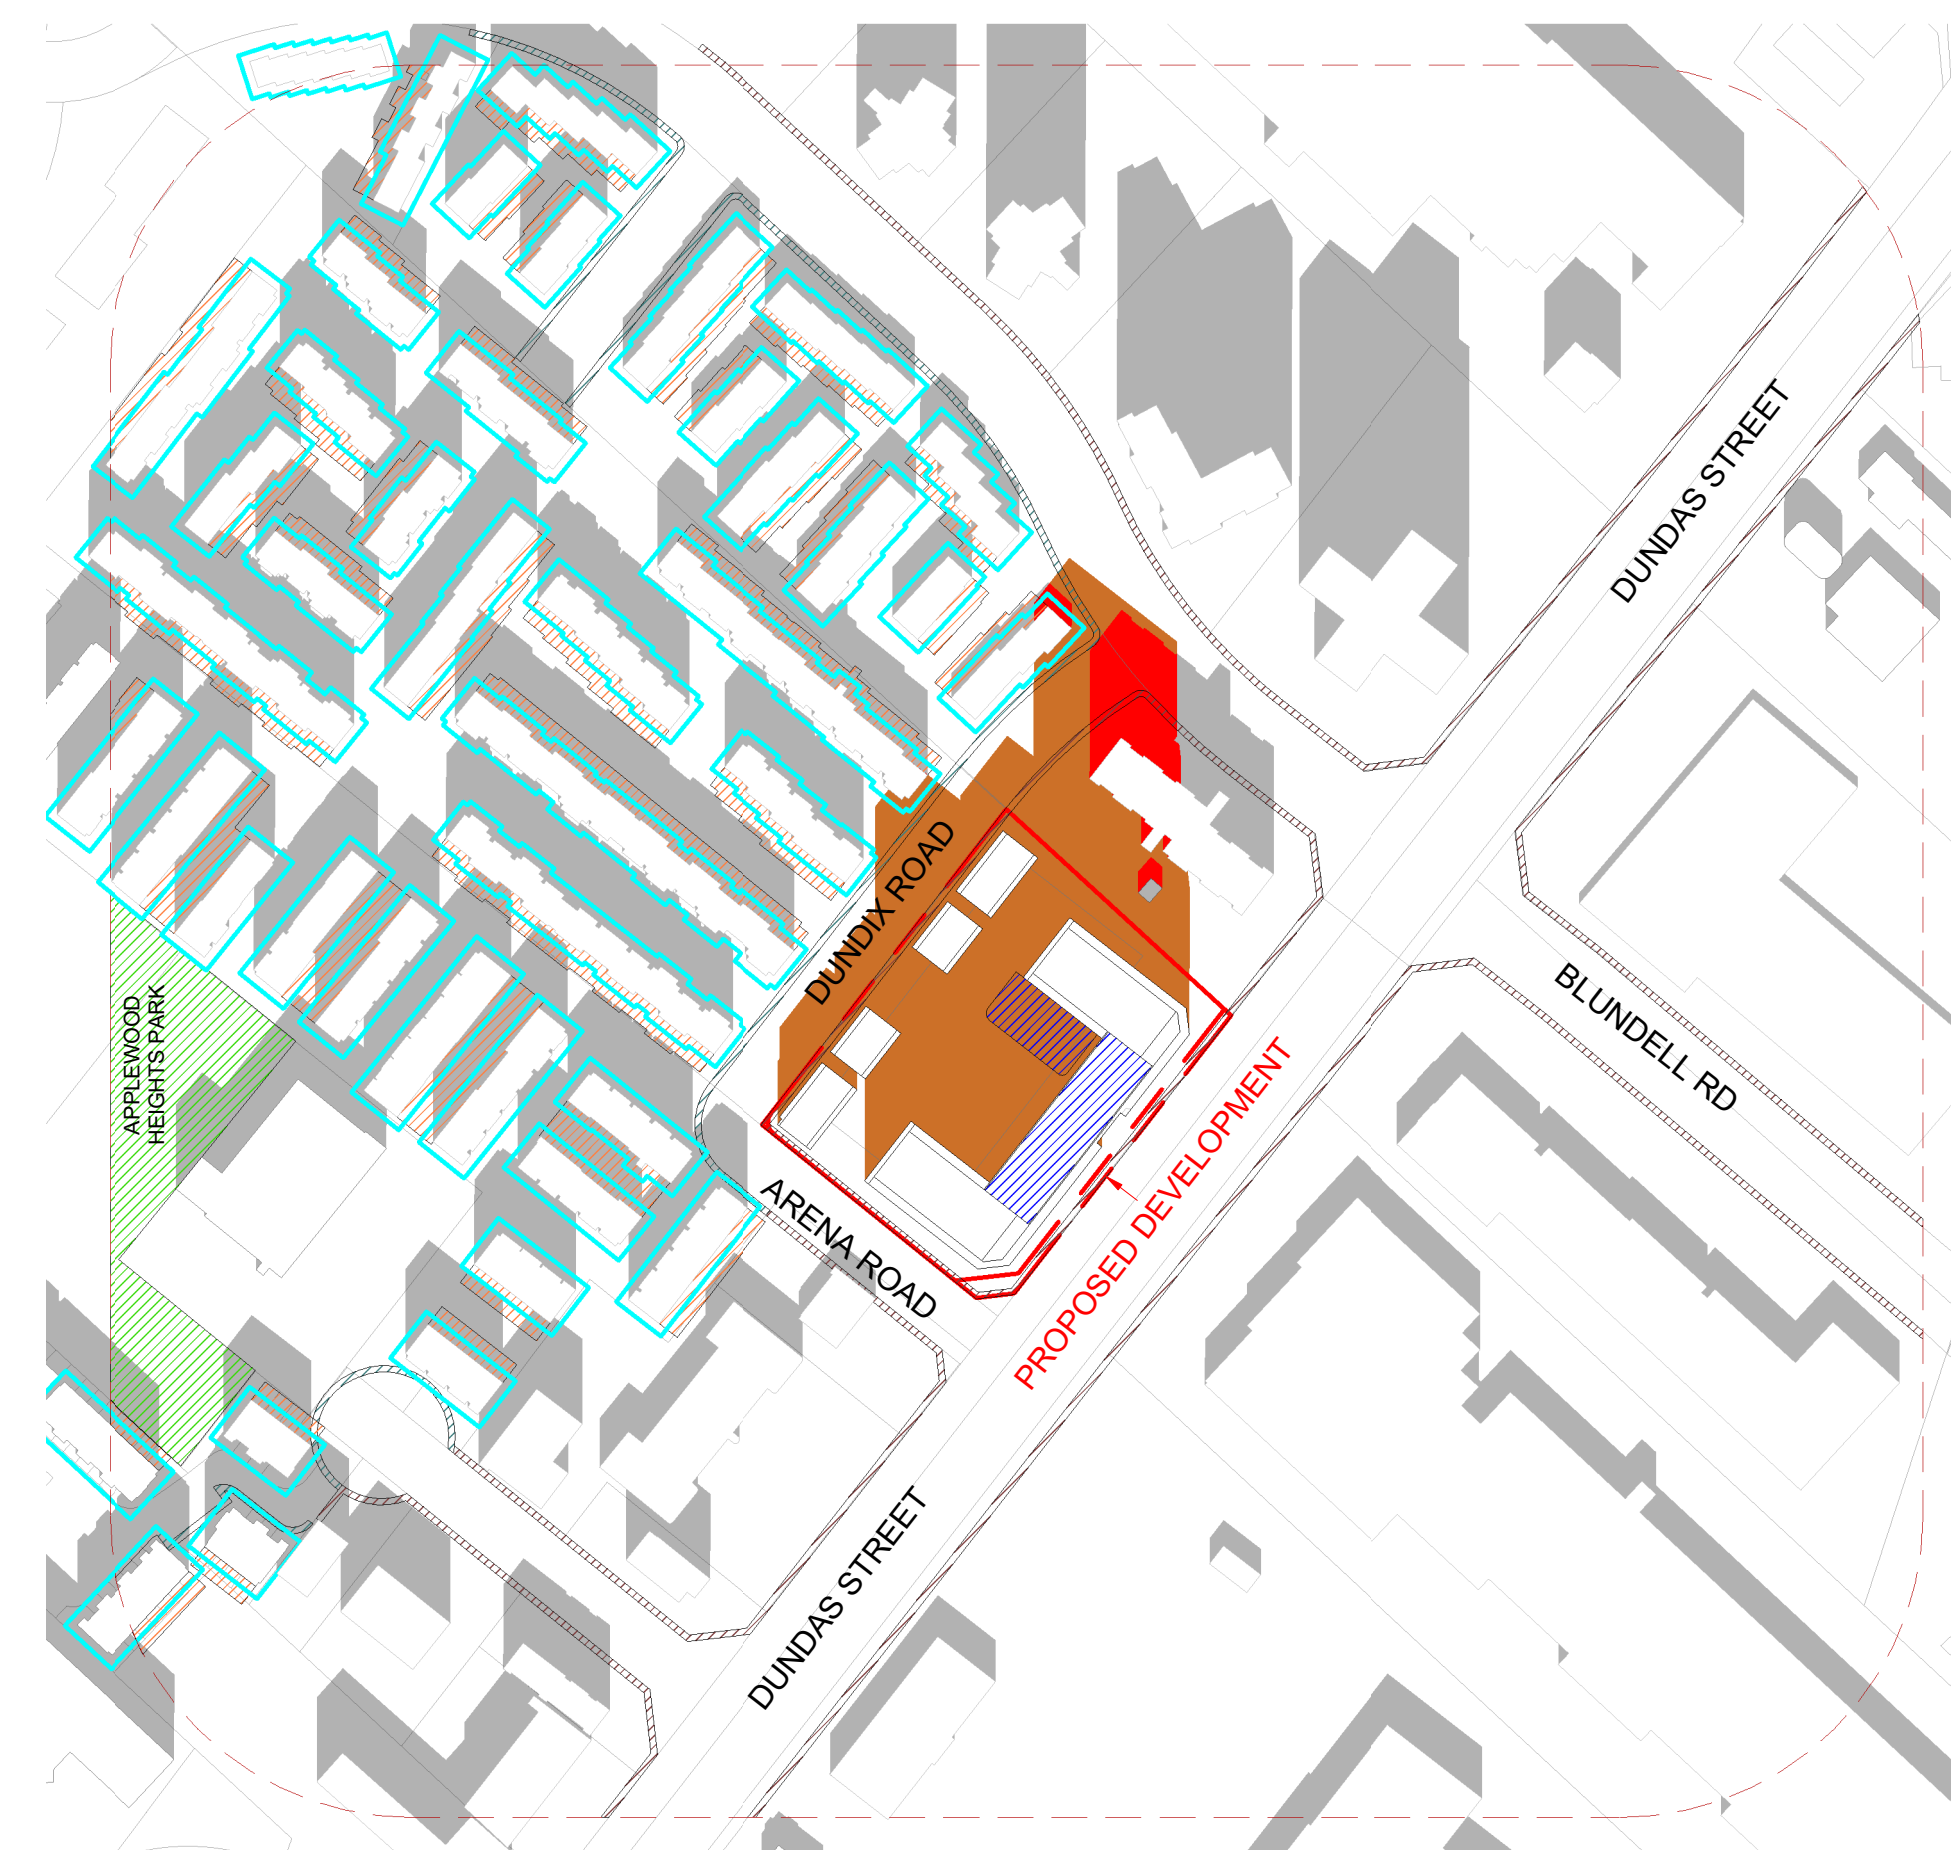 DUNDAS STREET
DUNDIX ROAD
BLUNDELL RD
APPLEWOOD
HEIGHTS PARK
PROPOSED DEVELOPMENT
ARENA ROAD
DUNDAS STREET